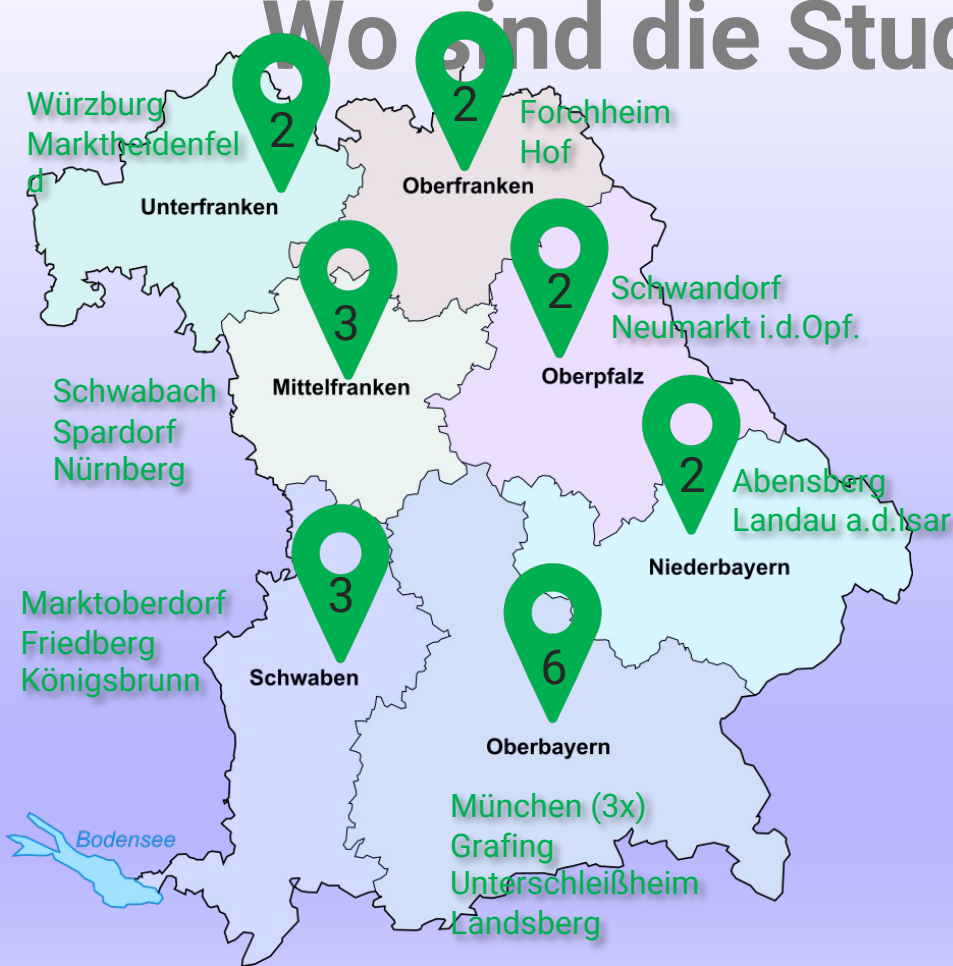 Wo sind die Stud
Würzburg
Marktheidenfel
d
2
Unterfranken
2
Forchheim
Hof
Oberfranken
3
Mittelfranken
Schwabach
Spardorf
Nürnberg
2
Schwandorf
Neumarkt i.d.Opf.
Oberpfalz
2
Abensberg
Landau a.d.Isar
Niederbayern
3
Marktoberdorf
Friedberg
Königsbrunn
Schwaben
6
Oberbayern
München (3x)
Grafing
Unterschleißheim
Landsberg
Bodensee